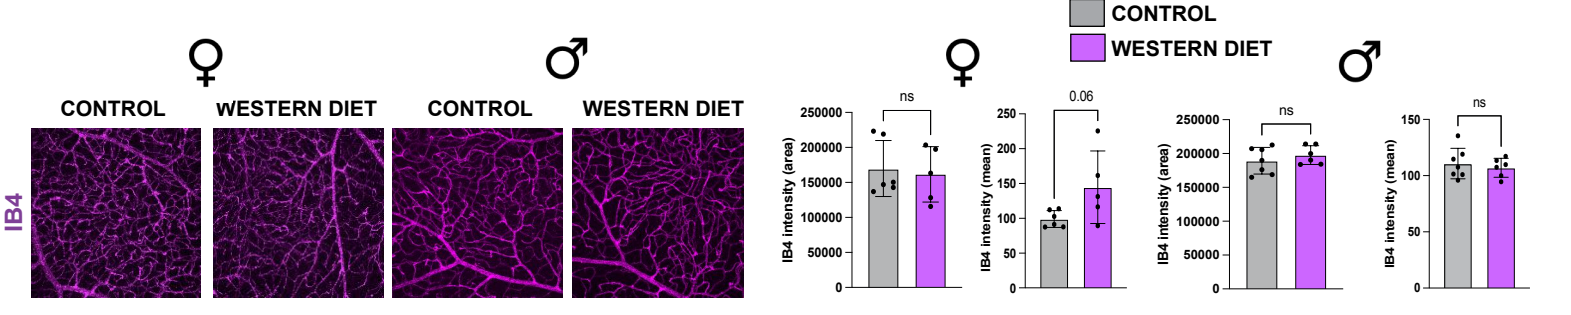 CONTROL
WESTERN DIET
♀ ♂ ♀ ♂
CONTROL WESTERN DIET CONTROL WESTERN DIET
IB4
IB4 intensity (area)
250000
200000
150000
100000
50000
0
ns
IB4 intensity (mean)
250
200
150
100
50
0
0.06
IB4 intensity (area)
250000
200000
150000
100000
50000
0
ns
IB4 intensity (mean)
150
100
50
0
ns